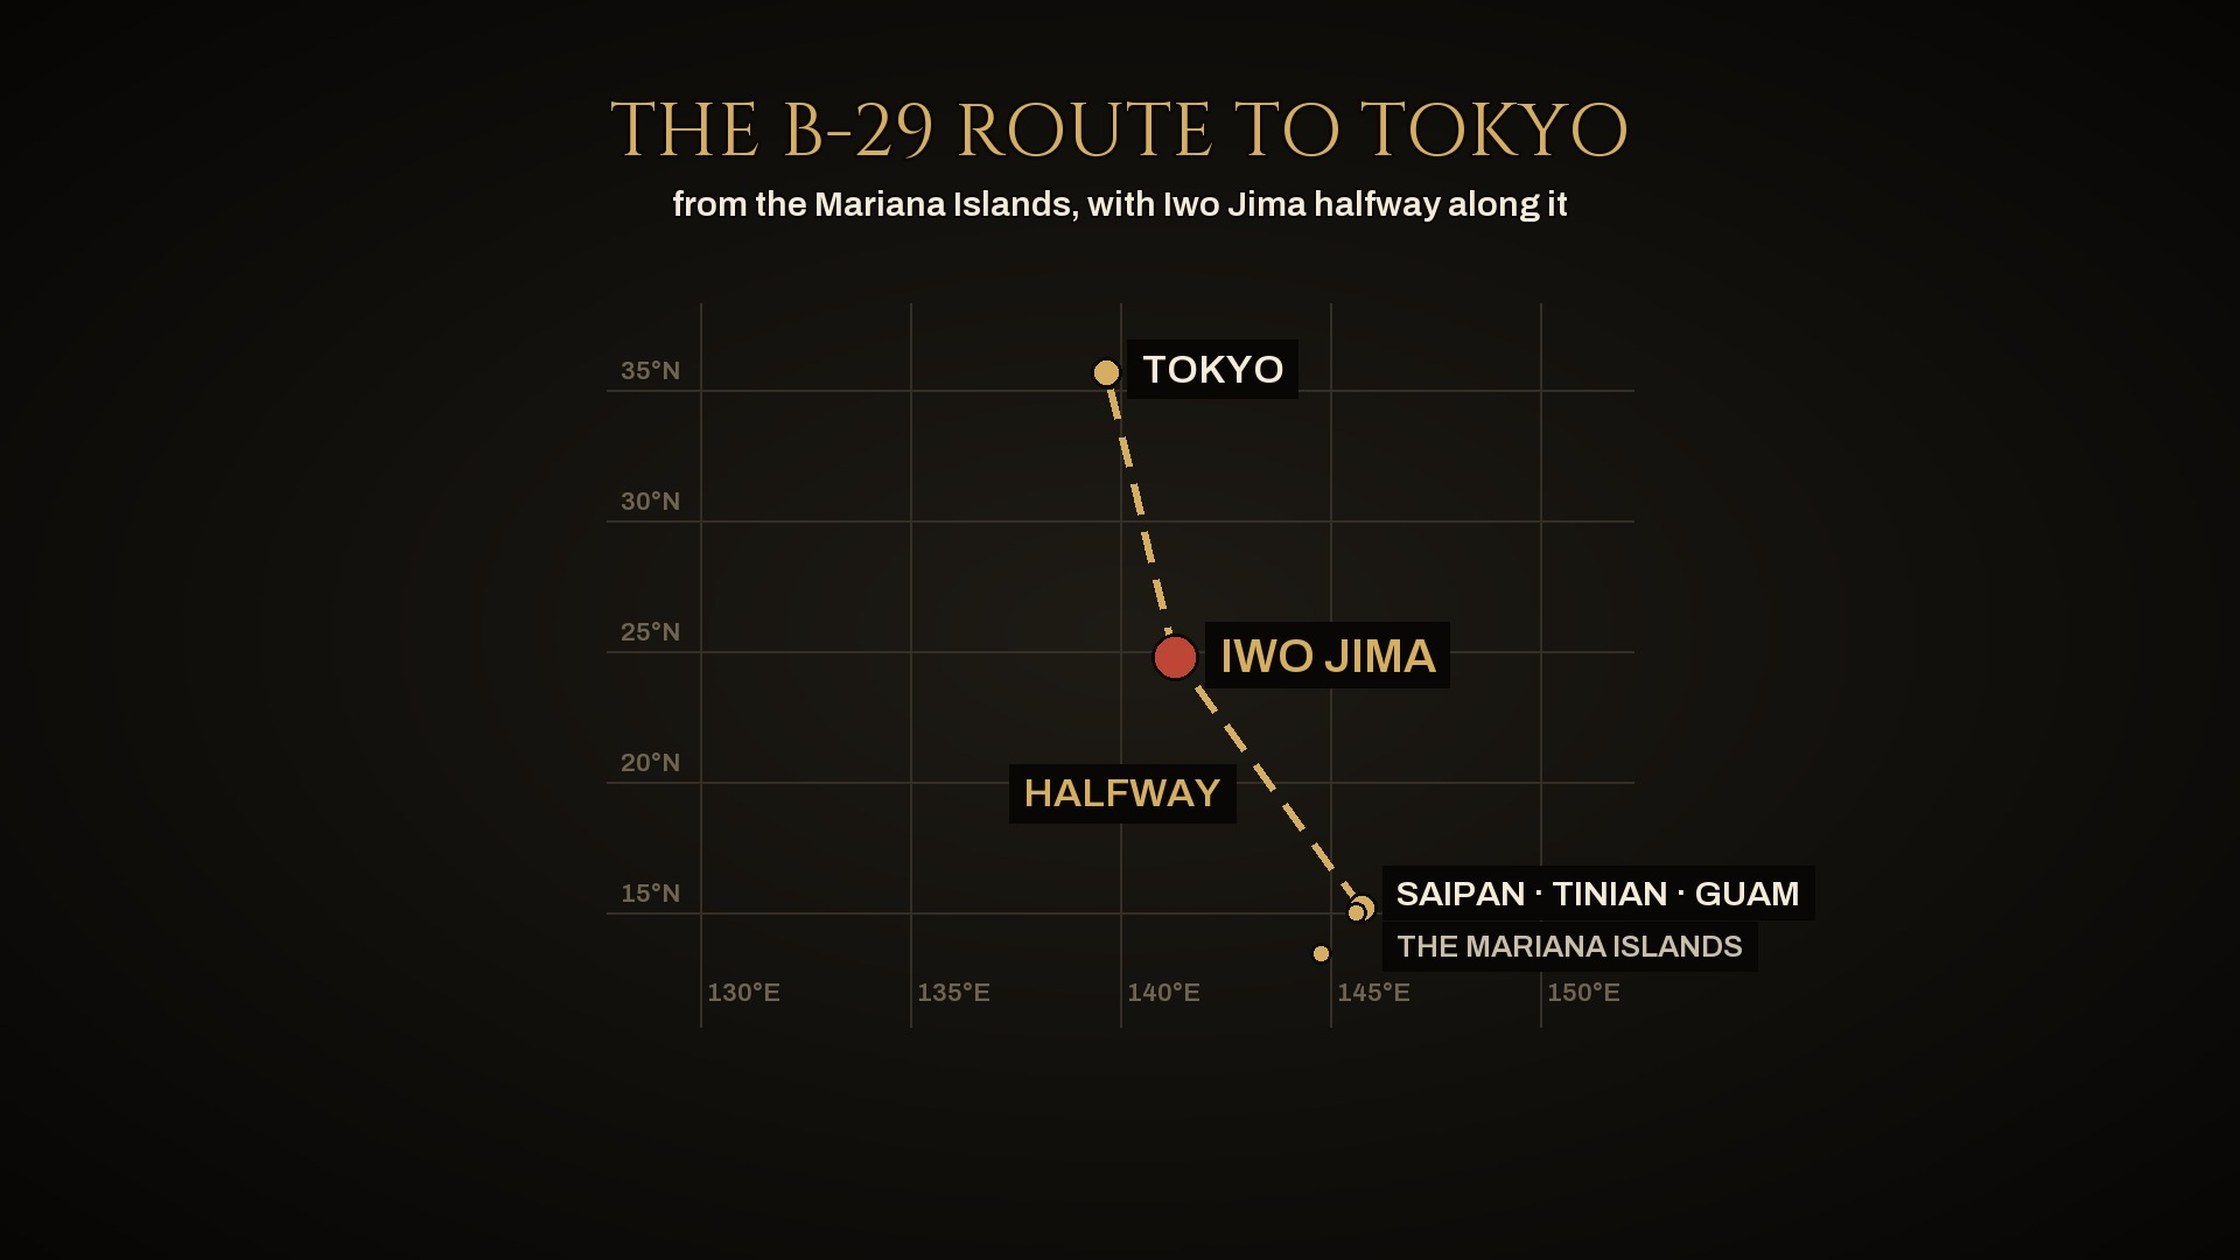 THE B-29 ROUTE TO TOKYO
from the Mariana Islands, with Iwo Jima halfway along it
35°N
TOKYO
30°N
25°N
IWO JIMA
20°N
HALFWAY
15°N
SAIPAN · TINIAN · GUAM
THE MARIANA ISLANDS
130°E
135°E
140°E
145°E
150°E